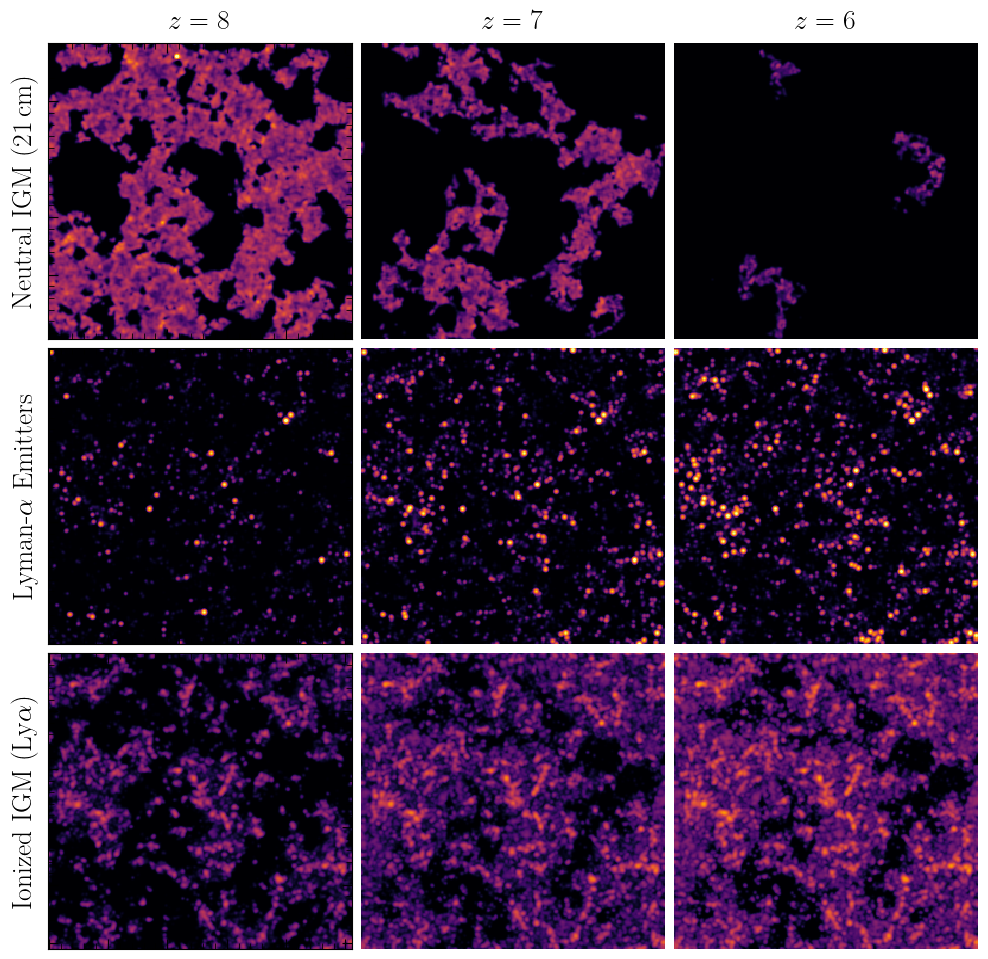 z = 8
z = 7
z = 6
Neutral IGM (21 cm)
Lyman-α Emitters
Ionized IGM (Lyα)